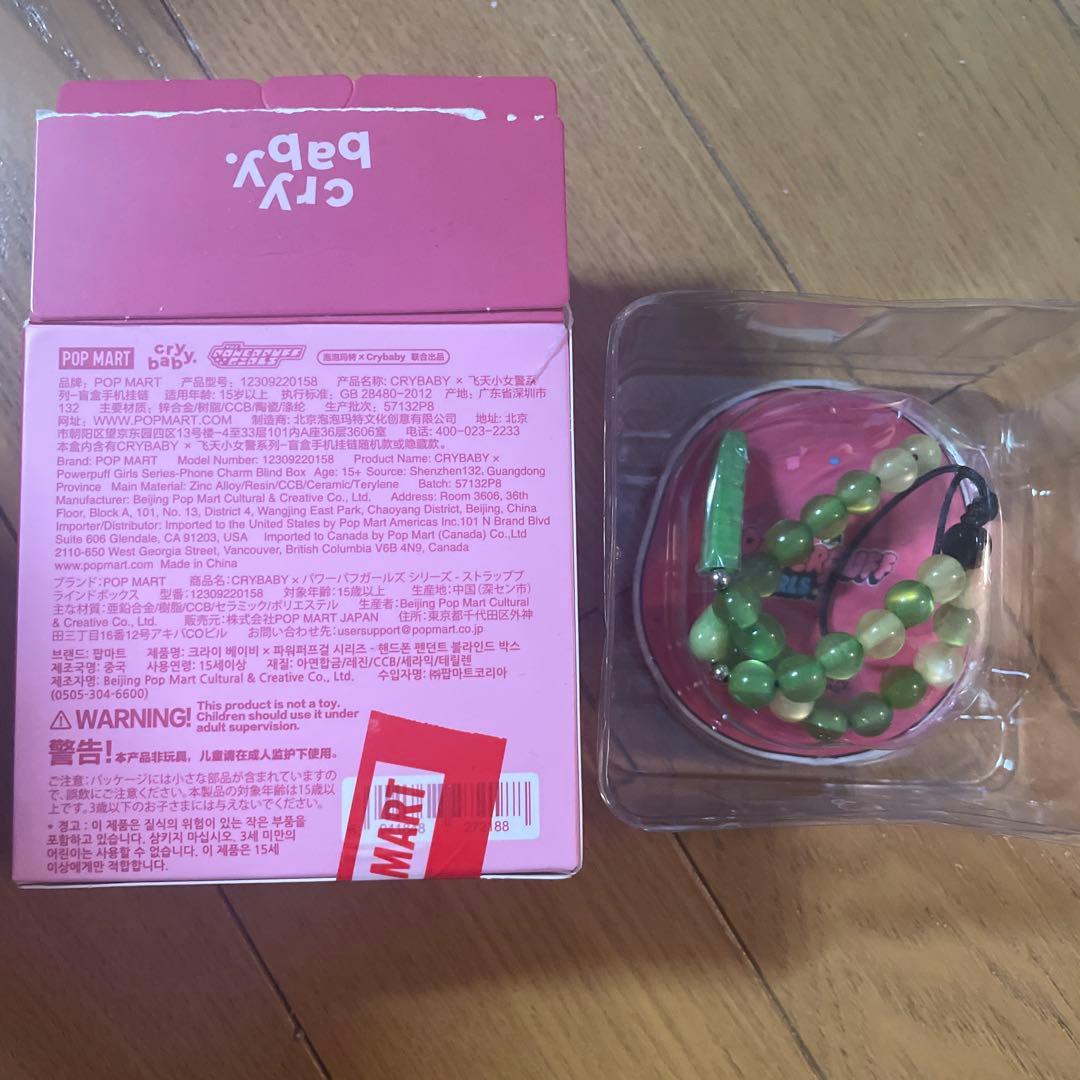 cry
baby.
POP MART cry baby. THE POWERPUFF GIRLS 泡泡玛特 × Crybaby 联合出品
品牌：POP MART 产品型号：12309220158 产品名称：CRYBABY × 飞天小女警系
列–盲盒手机挂链 适用年龄：15岁以上 执行标准：GB 28480-2012 产地：广东省深圳市
132 主要材质：锌合金/树脂/CCB/陶瓷/涤纶 生产批次：57132P8
网址：WWW.POPMART.COM 制造商：北京泡泡玛特文化创意有限公司 地址：北京
市朝阳区望京东园四区13号楼-4至33层101内A座36层3606室 电话：400-023-2233
本盒内含有CRYBABY × 飞天小女警系列–盲盒手机挂链随机款或隐藏款。
Brand: POP MART Model Number: 12309220158 Product Name: CRYBABY ×
Powerpuff Girls Series-Phone Charm Blind Box Age: 15+ Source: Shenzhen132, Guangdong
Province Main Material: Zinc Alloy/Resin/CCB/Ceramic/Terylene Batch: 57132P8
Manufacturer: Beijing Pop Mart Cultural & Creative Co., Ltd. Address: Room 3606, 36th
Floor, Block A, 101, No. 13, District 4, Wangjing East Park, Chaoyang District, Beijing, China
Importer/Distributor: Imported to the United States by Pop Mart Americas Inc.101 N Brand Blvd
Suite 606 Glendale, CA 91203, USA Imported to Canada by Pop Mart (Canada) Co.,Ltd
2110-650 West Georgia Street, Vancouver, British Columbia V6B 4N9, Canada
www.popmart.com Made in China
ブランド：POP MART 商品名：CRYBABY × パワーパフガールズ シリーズ - ストラップブ
ラインドボックス 型番：12309220158 対象年齢：15歳以上 生産地：中国（深セン市）
主な材質：亜鉛合金/樹脂/CCB/セラミック/ポリエステル 生産者：Beijing Pop Mart Cultural
& Creative Co., Ltd. 販売元：株式会社POP MART JAPAN 住所：東京都千代田区外神
田三丁目16番12号アキバCOビル お問い合わせ先：usersupport@popmart.co.jp
브랜드: 팝마트 제품명: 크라이 베이비 × 파워퍼프걸 시리즈 - 핸드폰 펜던트 블라인드 박스
제조국명: 중국 사용연령: 15세이상 재질: 아연합금/레진/CCB/세라믹/테릴렌
제조자명: Beijing Pop Mart Cultural & Creative Co., Ltd. 수입자명: ㈜팝마트코리아
(0505-304-6600)
WARNING! This product is not a toy.
Children should use it under
adult supervision.
警告！本产品非玩具，儿童请在成人监护下使用。
ご注意：パッケージには小さな部品が含まれていますの
で、誤飲にご注意ください。本製品の対象年齢は15歳以
上です。3歳以下のお子さまには与えないでください。
* 경고 : 이 제품은 질식의 위험이 있는 작은 부품을
포함하고 있습니다. 삼키지 마십시오. 3세 미만의
어린이는 사용할 수 없습니다. 이 제품은 15세
이상에게만 적합합니다.
272188
MART